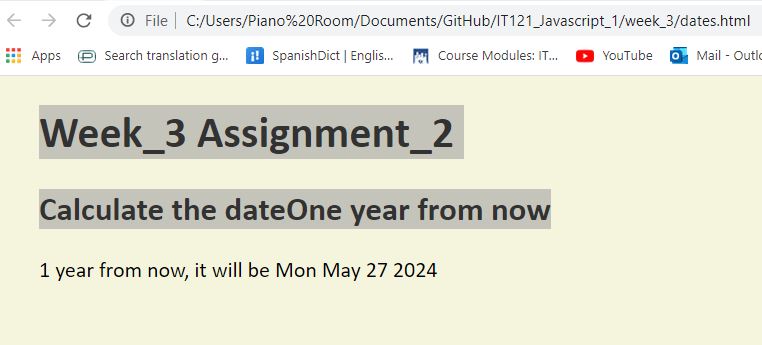 File | C:/Users/Piano%20Room/Documents/GitHub/IT121_Javascript_1/week_3/dates.html
Apps Search translation g... SpanishDict | Englis... Course Modules: IT... YouTube Mail - Outlo
Week_3 Assignment_2
Calculate the dateOne year from now
1 year from now, it will be Mon May 27 2024